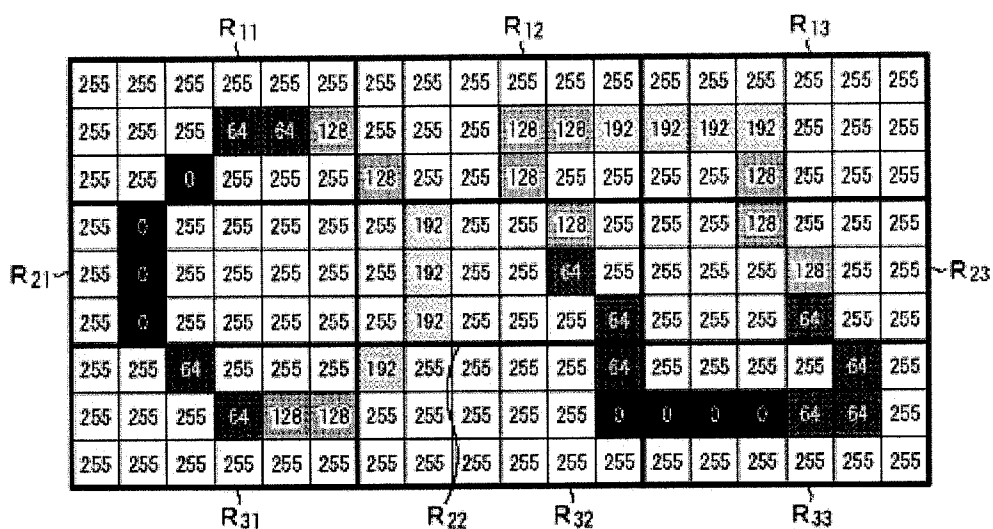 R11 R12 R13
255 255 255 255 255 255 255 255 255 255 255 255 255 255 255 255 255 255
255 255 255 64 64 128 255 255 255 128 128 192 192 192 192 255 255 255
255 255 0 255 255 255 128 255 255 128 255 255 255 255 128 255 255 255
255 0 255 255 255 255 255 192 255 255 128 255 255 255 128 255 255 255
R21 255 0 255 255 255 255 255 192 255 255 64 255 255 255 255 128 255 255 R23
255 0 255 255 255 255 255 192 255 255 255 64 255 255 255 64 255 255
255 255 64 255 255 255 192 255 255 255 255 64 255 255 255 255 64 255
255 255 255 64 128 128 255 255 255 255 255 0 0 0 0 64 64 255
255 255 255 255 255 255 255 255 255 255 255 255 255 255 255 255 255 255
R31 R22 R32 R33